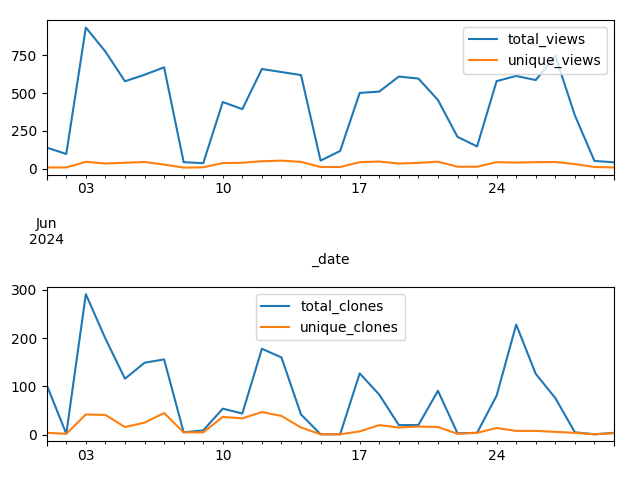 total_views
unique_views
750
500
250
0
03 10 17 24
Jun
2024
_date
total_clones
unique_clones
300
200
100
0
03 10 17 24